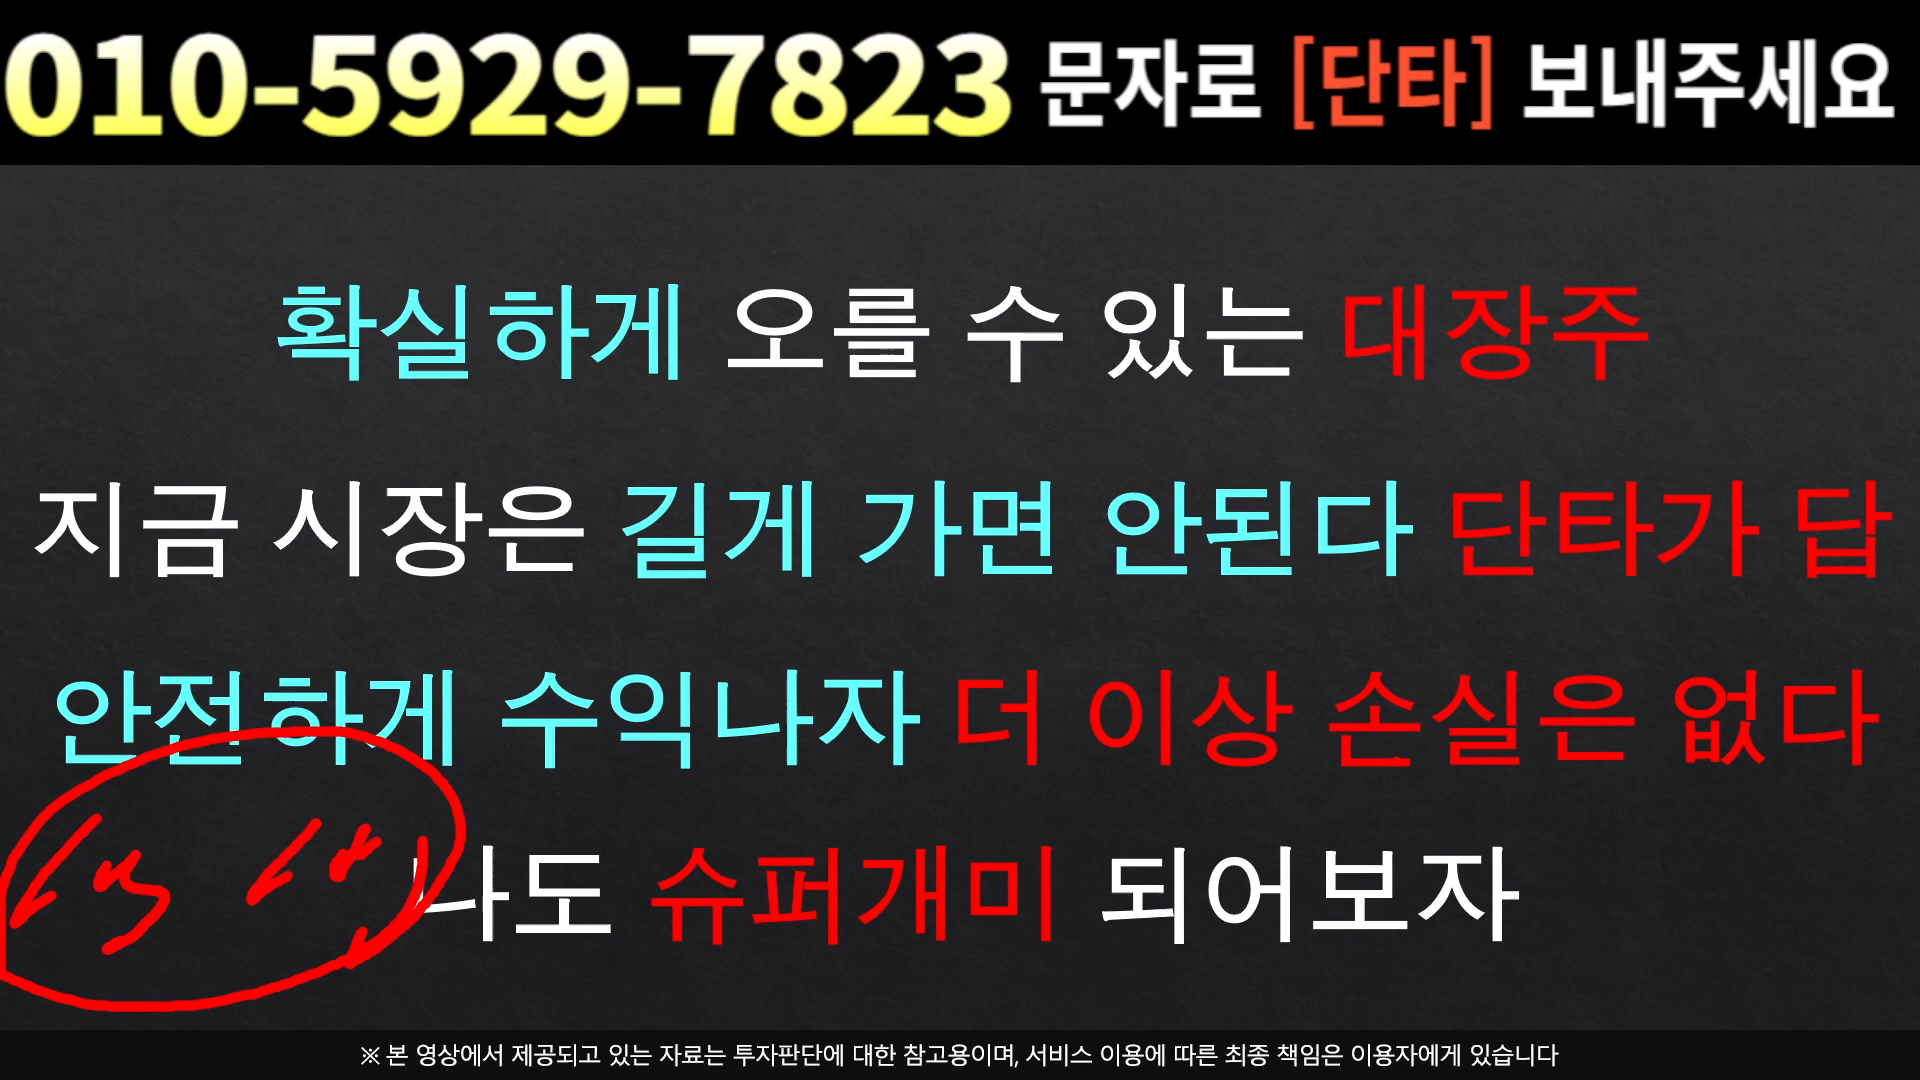 010-5929-7823 문자로 [단타] 보내주세요
확실하게 오를 수 있는 대장주
지금 시장은 길게 가면 안된다 단타가 답
안전하게 수익나자 더 이상 손실은 없다
나도 슈퍼개미 되어보자
※ 본 영상에서 제공되고 있는 자료는 투자판단에 대한 참고용이며, 서비스 이용에 따른 최종 책임은 이용자에게 있습니다